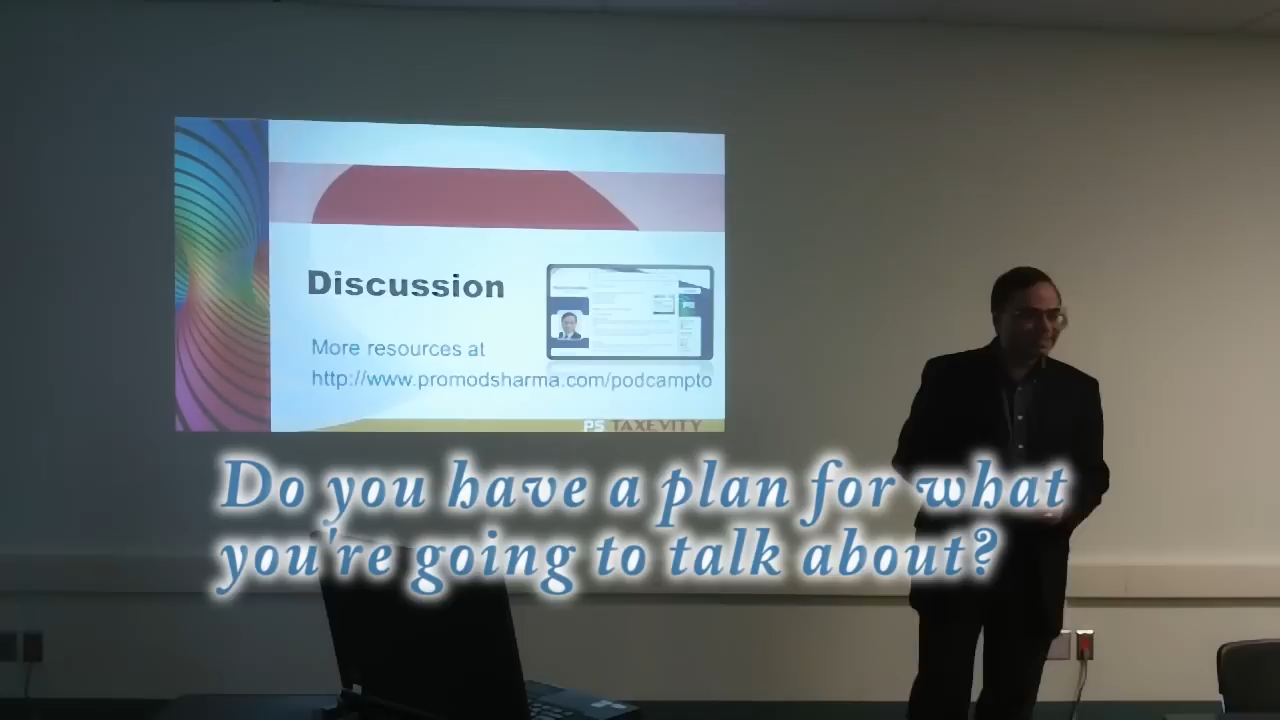 Discussion
More resources at
http://www.promodsharma.com/podcampto
PS TAXEVITY
Do you have a plan for what
you're going to talk about?